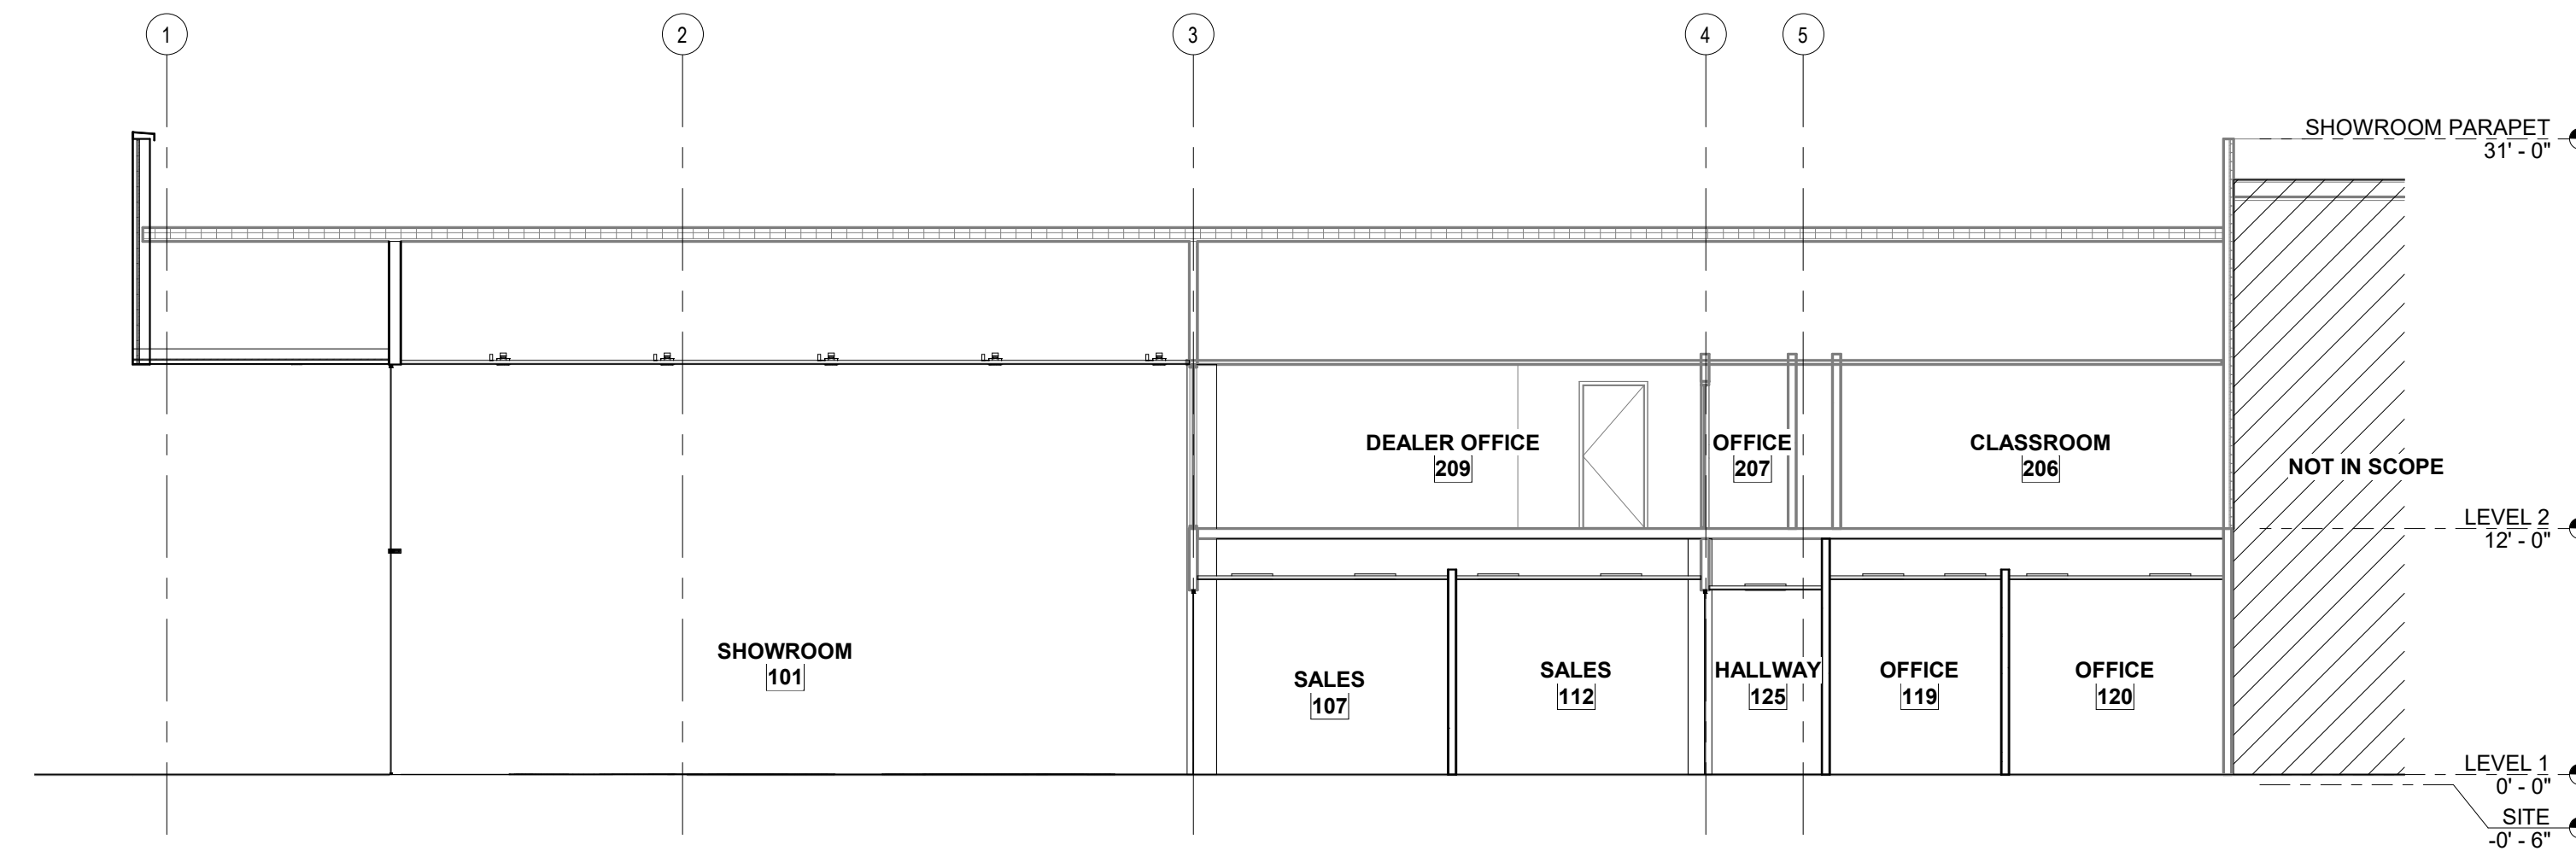 1
2
3
4
5
SHOWROOM PARAPET
31' - 0"
DEALER OFFICE
209
OFFICE
207
CLASSROOM
206
NOT IN SCOPE
LEVEL 2
12' - 0"
SHOWROOM
101
SALES
107
SALES
112
HALLWAY
125
OFFICE
119
OFFICE
120
LEVEL 1
0' - 0"
SITE
-0' - 6"